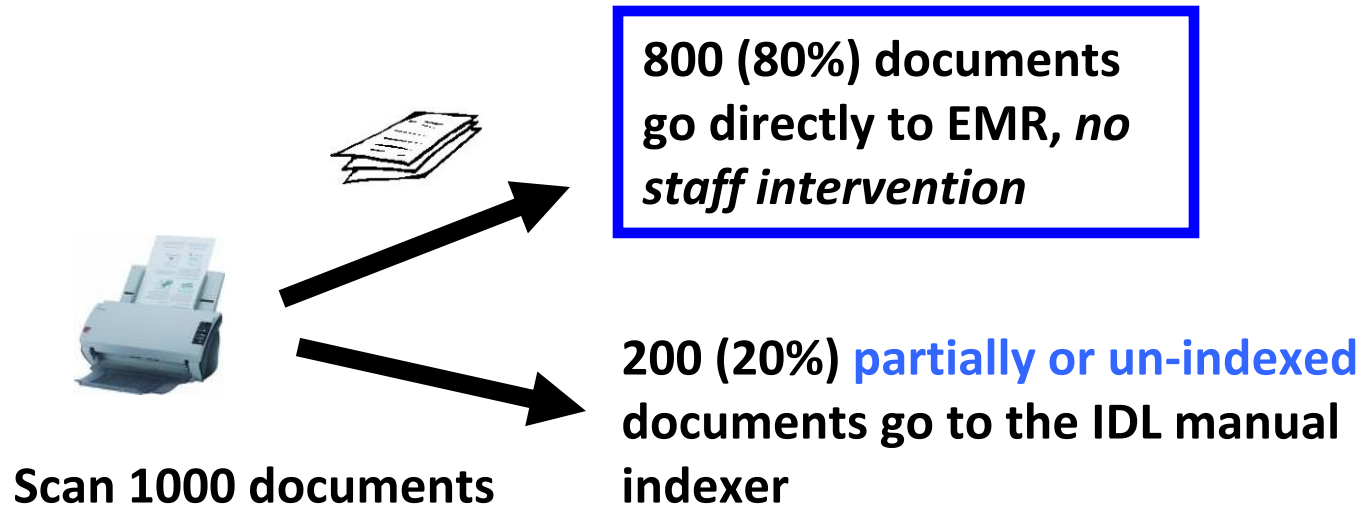 800 (80%) documents
go directly to EMR, no
staff intervention
200 (20%) partially or un-indexed
documents go to the IDL manual
indexer
Scan 1000 documents